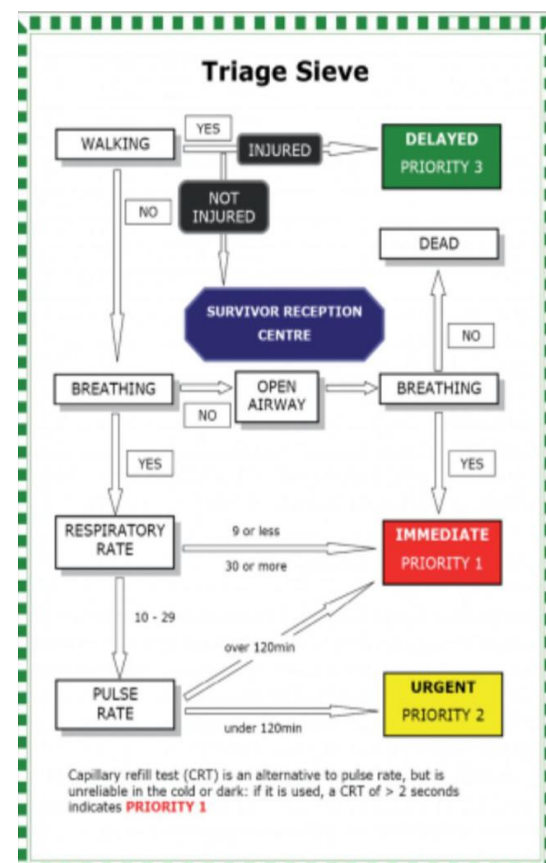 Triage Sieve
WALKING
YES
INJURED
DELAYED
PRIORITY 3
NO
NOT
INJURED
DEAD
SURVIVOR RECEPTION
CENTRE
NO
BREATHING
NO
OPEN
AIRWAY
BREATHING
YES
YES
RESPIRATORY
RATE
9 or less
30 or more
IMMEDIATE
PRIORITY 1
10 - 29
over 120min
PULSE
RATE
under 120min
URGENT
PRIORITY 2
Capillary refill test (CRT) is an alternative to pulse rate, but is
unreliable in the cold or dark: if it is used, a CRT of > 2 seconds
indicates PRIORITY 1